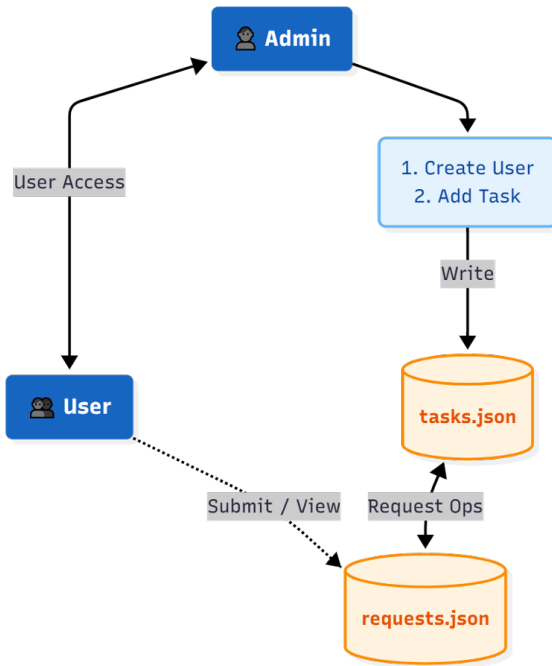 Admin
User Access
1. Create User
2. Add Task
Write
User
tasks.json
Submit / View
Request Ops
requests.json